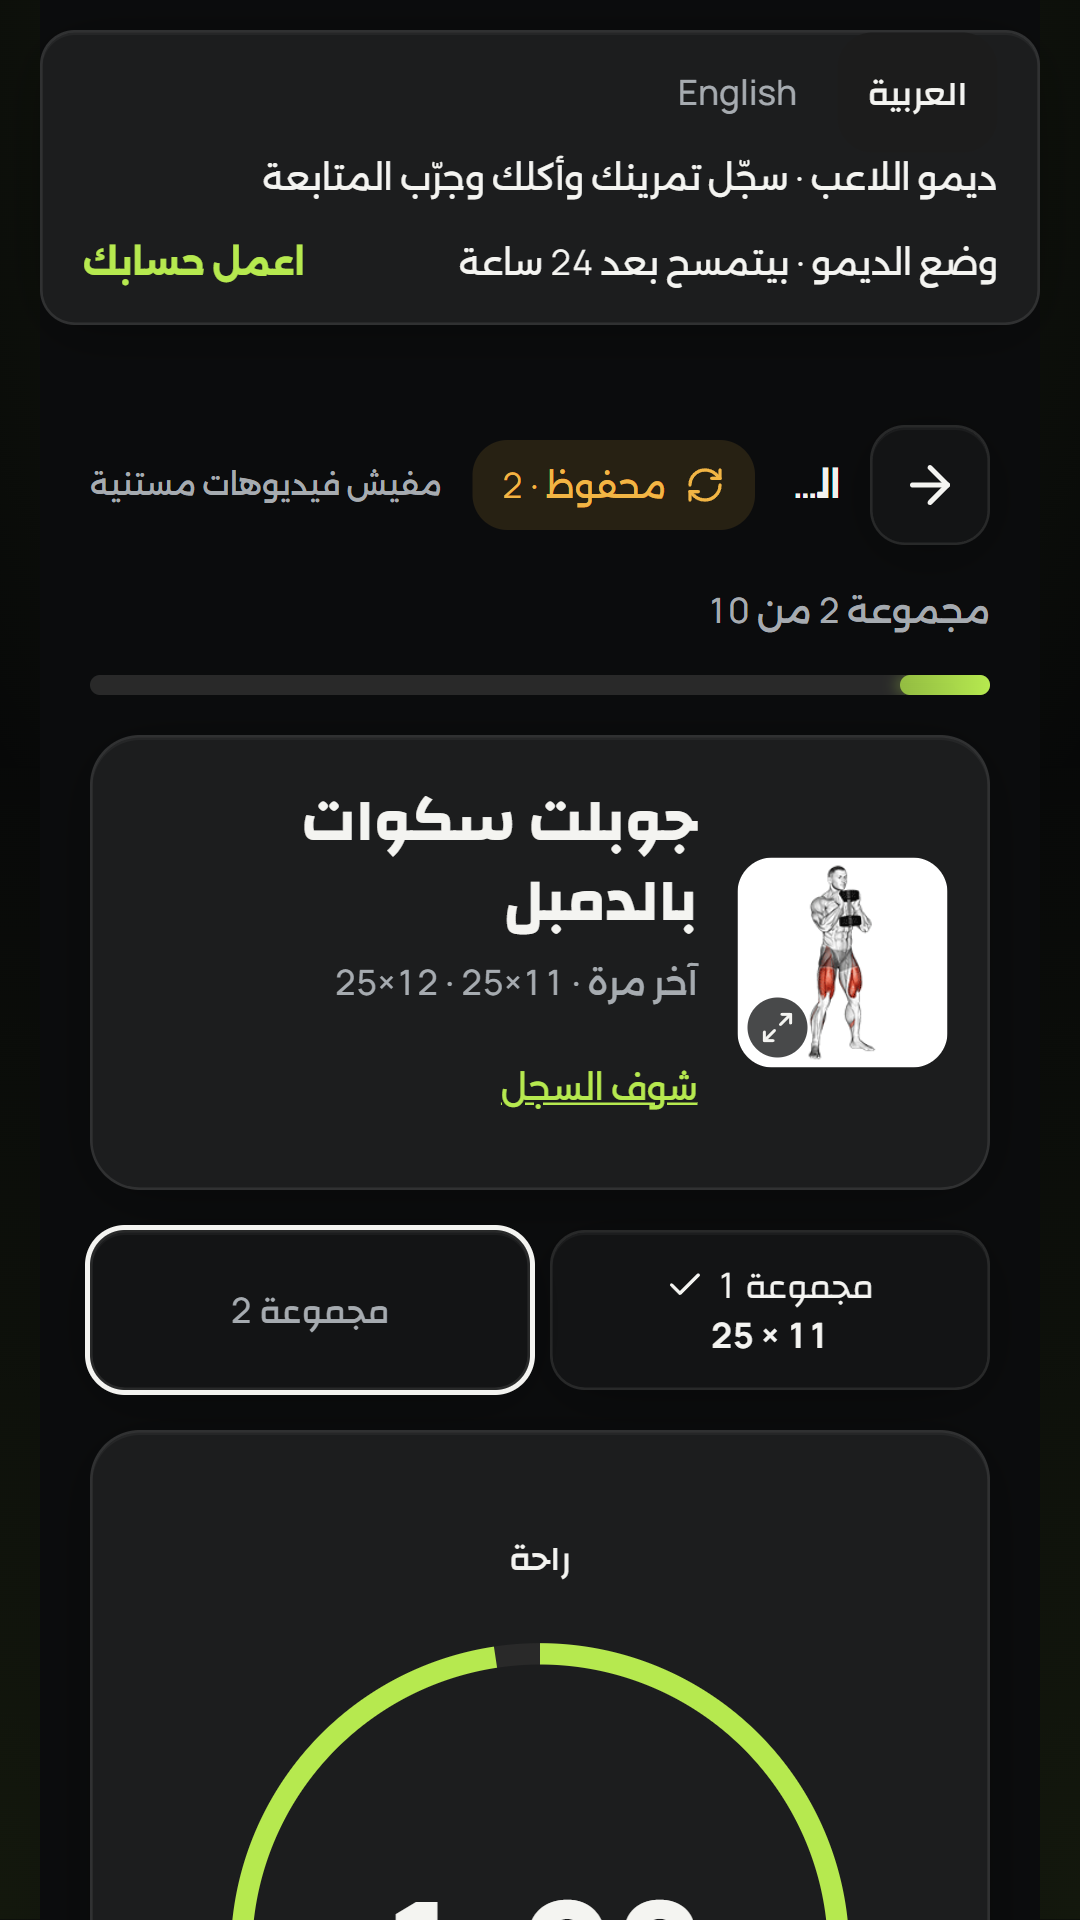 العربية English
ديمو اللاعب · سجّل تمرينك وأكلك وجرّب المتابعة
وضع الديمو · بيتمسح بعد 24 ساعة اعمل حسابك
الـ... محفوظ · 2 مفيش فيديوهات مستنية
مجموعة 2 من 10
جوبلت سكوات
بالدمبل
آخر مرة · 11×25 · 12×25
شوف السجل
مجموعة 1 ✓
25 × 11
مجموعة 2
راحة